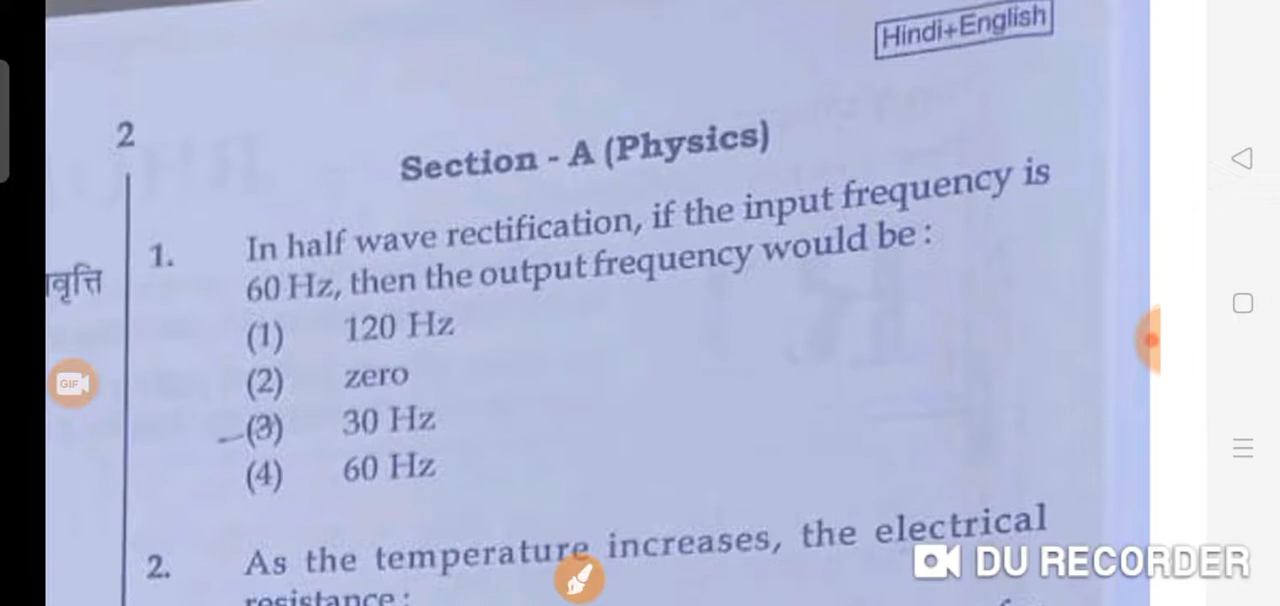 Hindi+English
2
Section - A (Physics)
वृत्ति
1. In half wave rectification, if the input frequency is
60 Hz, then the output frequency would be :
(1) 120 Hz
(2) zero
(3) 30 Hz
(4) 60 Hz
GIF
2. As the temperature increases, the electrical
resistance :
DU RECORDER